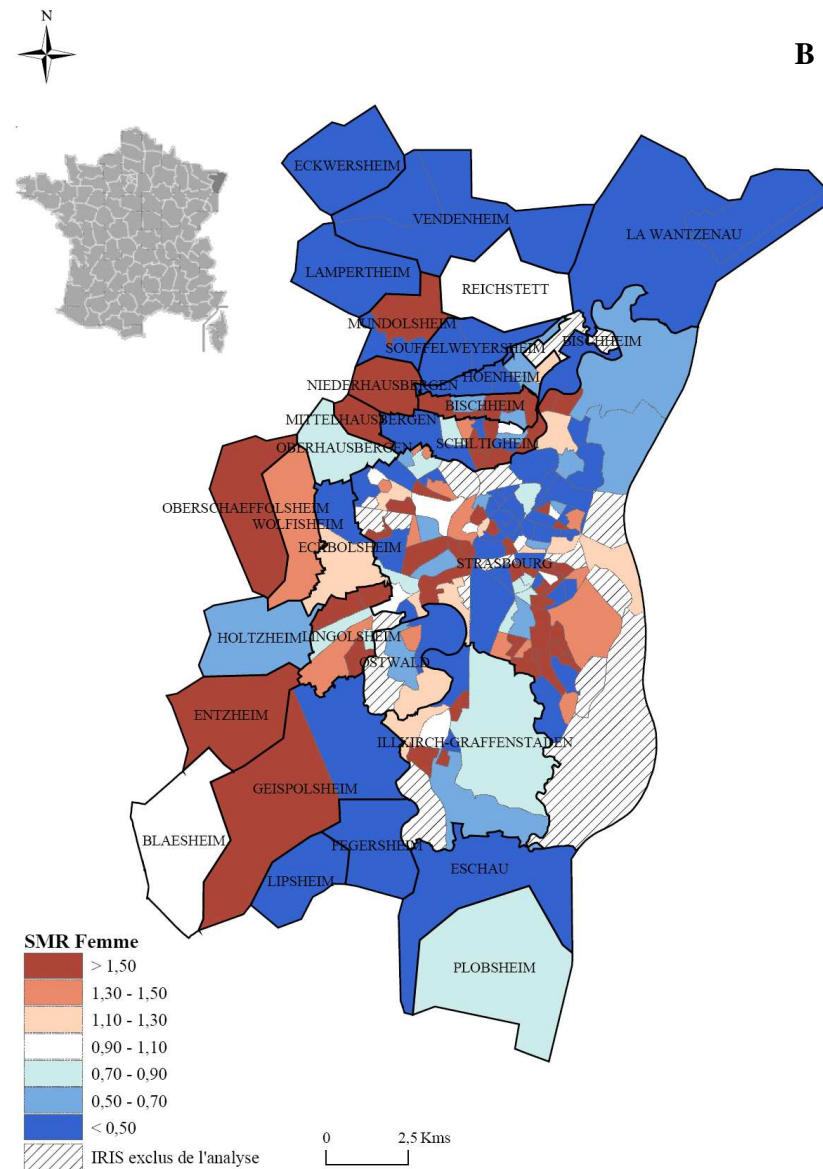 N
B
ECKWERSHEIM
VENDENHEIM
LA WANTZENAU
LAMPERTHEIM
REICHSTETT
MUNDOLSHEIM
SOUFFELWEYERSHEIM
BISCHHEIM
HOENHEIM
NIEDERHAUSBERGEN
BISCHHEIM
MITTELHAUSBERGEN
SCHILTIGHEIM
OBERHAUSBERGEN
OBERSCHAEFFOLSHEIM
WOLFISHEIM
ECKBOLSHEIM
STRASBOURG
HOLTZHEIM
LINGOLSHEIM
OSTWALD
ENTZHEIM
ILLKIRCH-GRAFFENSTADEN
GEISPOLSHEIM
BLAESHEIM
FEGERSHEIM
ESCHAU
LIPSHEIM
PLOBSHEIM
SMR Femme
> 1,50
1,30 - 1,50
1,10 - 1,30
0,90 - 1,10
0,70 - 0,90
0,50 - 0,70
< 0,50
IRIS exclus de l'analyse
0 2,5 Kms